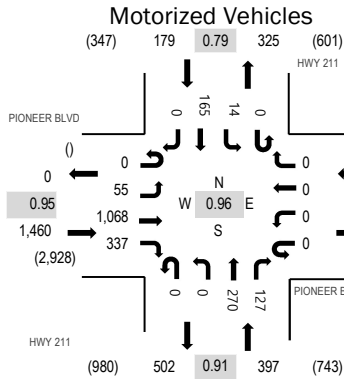 Motorized Vehicles
(347) 179 0.79 325 (601)
HWY 211
0 165 14 0
PIONEER BLVD
()
0 0 0
0.95 55 N 0
1,068 W 0.96 E 0
1,460 337 S 0
(2,928)
0 0 270 127
PIONEER B
HWY 211
(980) 502 0.91 397 (743)